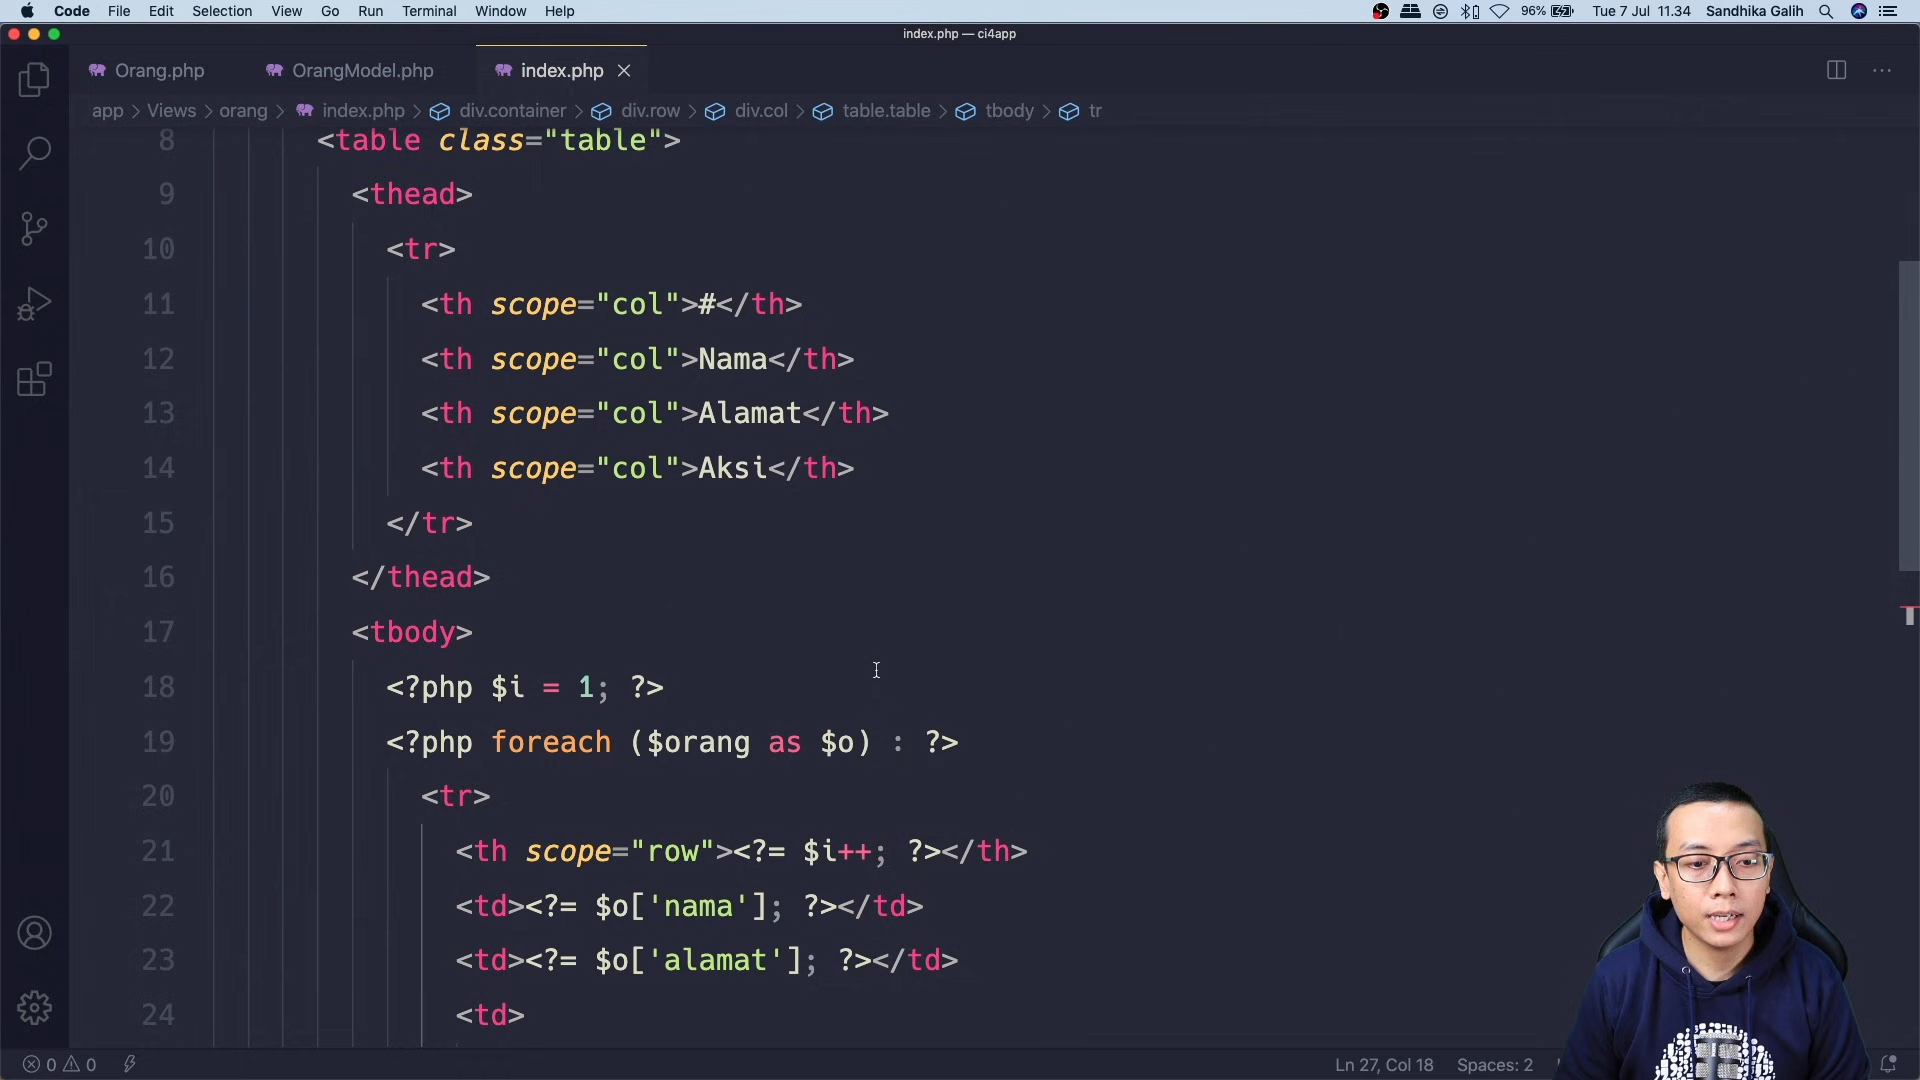 Code File Edit Selection View Go Run Terminal Window Help 96% Tue 7 Jul 11.34 Sandhika Galih
index.php — ci4app
Orang.php OrangModel.php index.php
app > Views > orang > index.php > div.container > div.row > div.col > table.table > tbody > tr
8 <table class="table">
9 <thead>
10 <tr>
11 <th scope="col">#</th>
12 <th scope="col">Nama</th>
13 <th scope="col">Alamat</th>
14 <th scope="col">Aksi</th>
15 </tr>
16 </thead>
17 <tbody>
18 <?php $i = 1; ?>
19 <?php foreach ($orang as $o) : ?>
20 <tr>
21 <th scope="row"><?= $i++; ?></th>
22 <td><?= $o['nama']; ?></td>
23 <td><?= $o['alamat']; ?></td>
24 <td>
0 0 Ln 27, Col 18 Spaces: 2